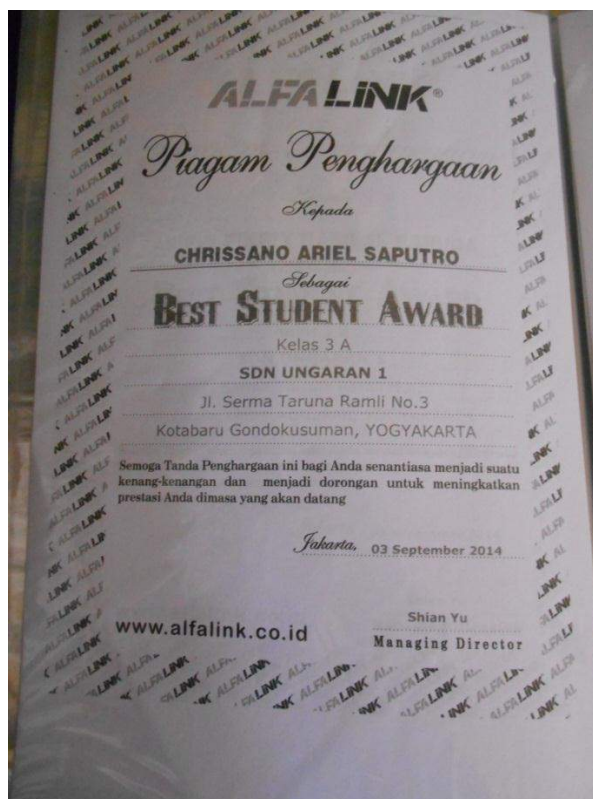 ALFALINK®
Piagam Penghargaan
Kepada
CHRISSANO ARIEL SAPUTRO
Sebagai
BEST STUDENT AWARD
Kelas 3 A
SDN UNGARAN 1
Jl. Serma Taruna Ramli No.3
Kotabaru Gondokusuman, YOGYAKARTA
Semoga Tanda Penghargaan ini bagi Anda senantiasa menjadi suatu
kenang-kenangan dan menjadi dorongan untuk meningkatkan
prestasi Anda dimasa yang akan datang
Jakarta, 03 September 2014
www.alfalink.co.id
Shian Yu
Managing Director